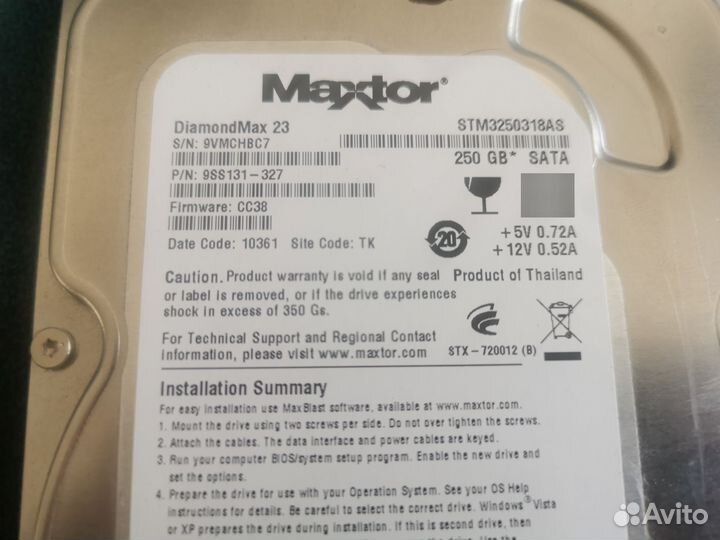 Maxtor®
DiamondMax 23
STM3250318AS
S/N: 9VMCHBC7
250 GB* SATA
P/N: 9SS131-327
Firmware: CC38
20
+5V 0.72A
+12V 0.52A
Date Code: 10361 Site Code: TK
Caution. Product warranty is void if any seal
or label is removed, or if the drive experiences
shock in excess of 350 Gs.
Product of Thailand
For Technical Support and Regional Contact
information, please visit www.maxtor.com
STX-720012 (B)
Installation Summary
For easy installation use MaxBlast software, available at www.maxtor.com.
1. Mount the drive using two screws per side. Do not over tighten the screws.
2. Attach the cables. The data interface and power cables are keyed.
3. Run your computer BIOS/system setup program. Enable the new drive and
set the options.
4. Prepare the drive for use with your Operation System. See your OS Help
instructions for details. Be careful to select the correct drive. Windows® Vista
or XP prepares the drive during installation. If this is second drive, then
Avito